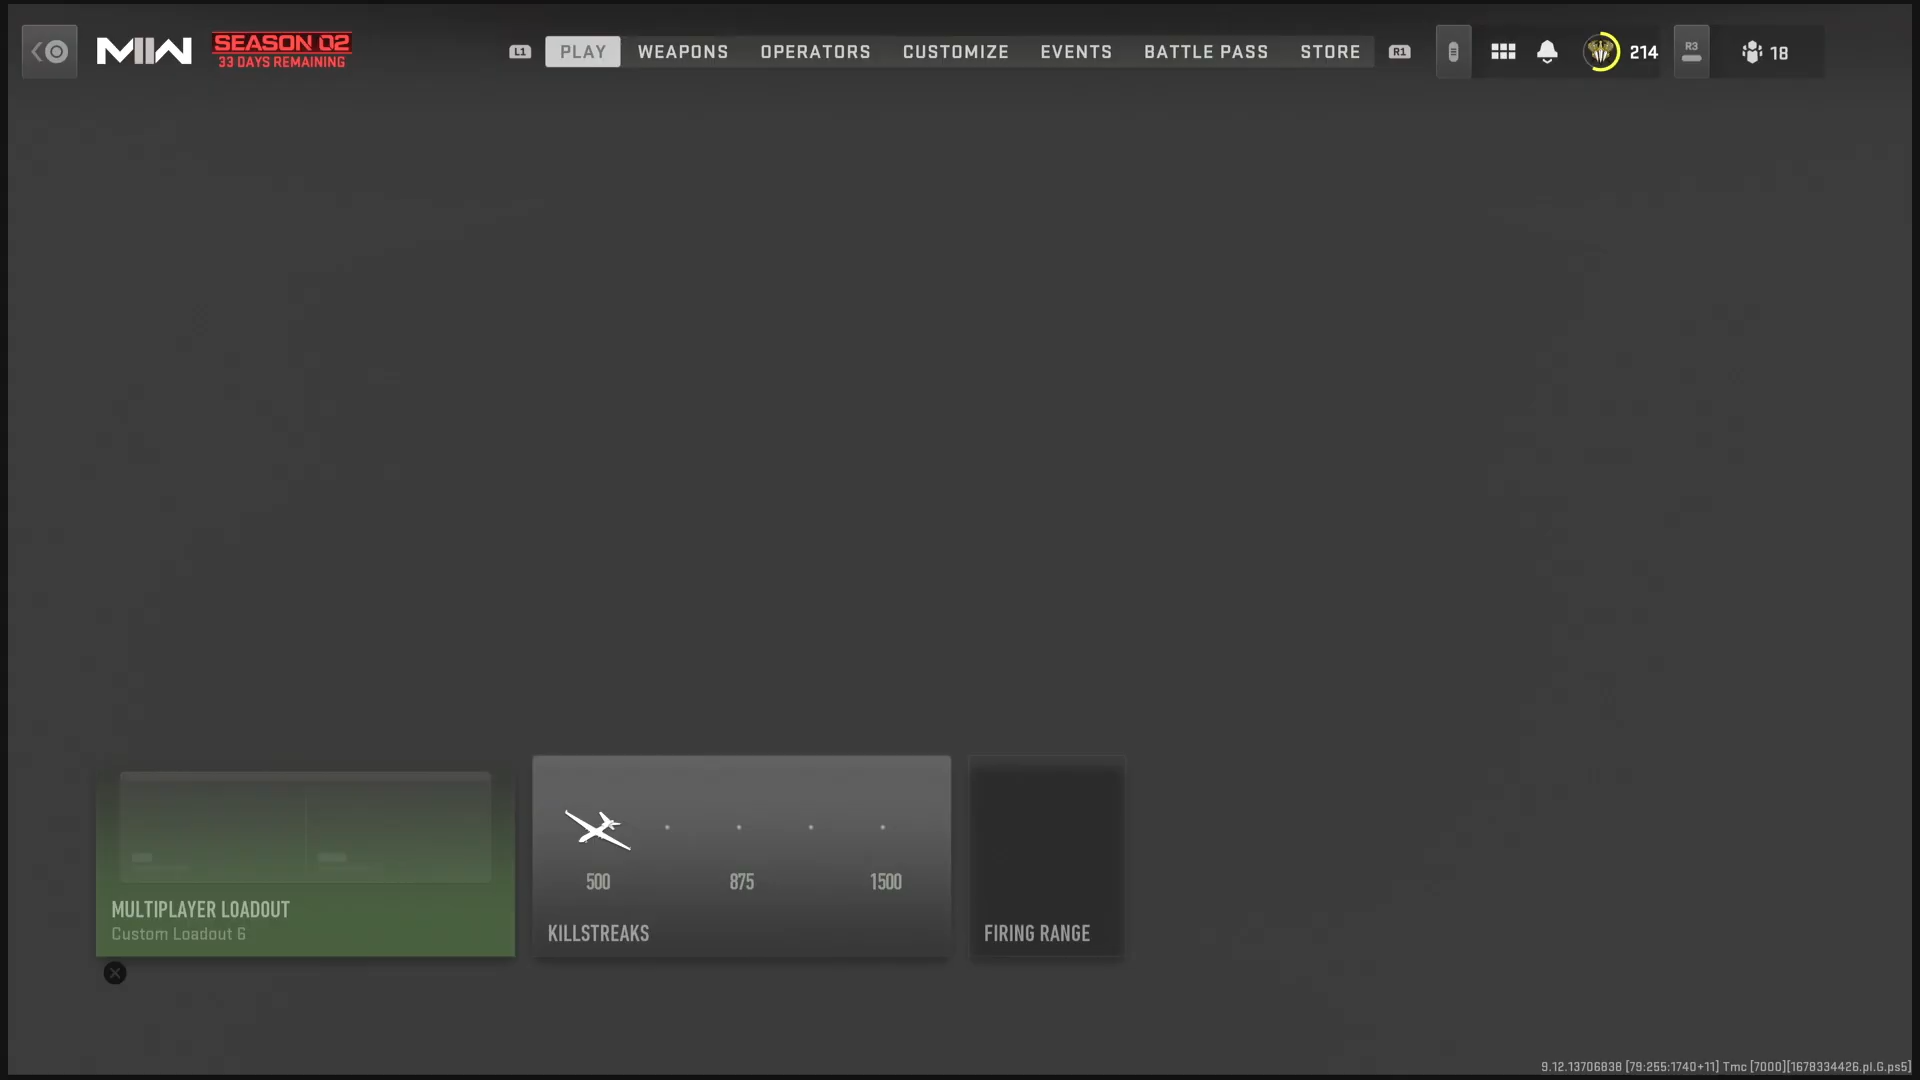 MW
SEASON 02
33 DAYS REMAINING
L1
PLAY
WEAPONS
OPERATORS
CUSTOMIZE
EVENTS
BATTLE PASS
STORE
R1
214
R3
18
500
875
1500
MULTIPLAYER LOADOUT
Custom Loadout 6
KILLSTREAKS
FIRING RANGE
9.12.13706838 [79:255:1740+11] Tmc [7000][1678334426.pl.G.ps5]